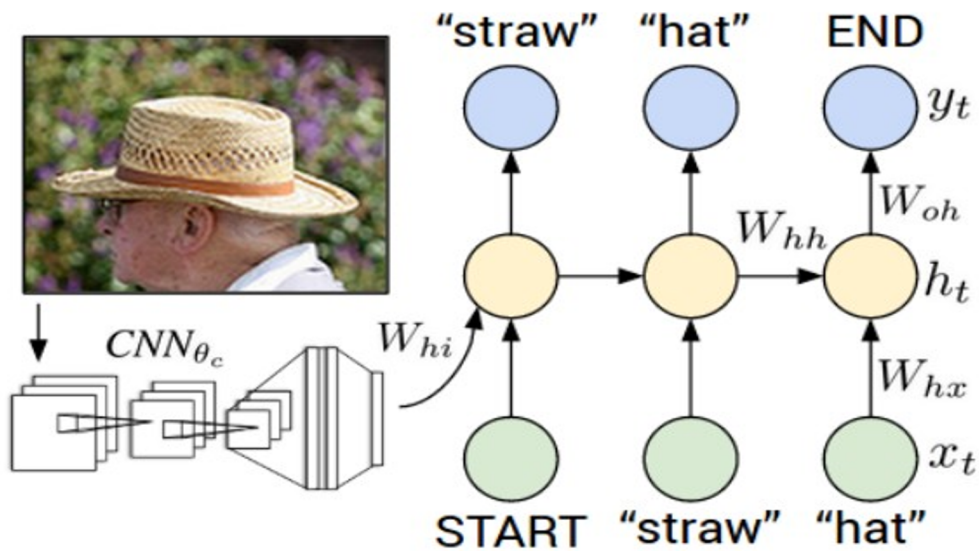 “straw” “hat” END
y_t
W_oh
W_hh
h_t
CNN_θc
W_hi
W_hx
x_t
START “straw” “hat”